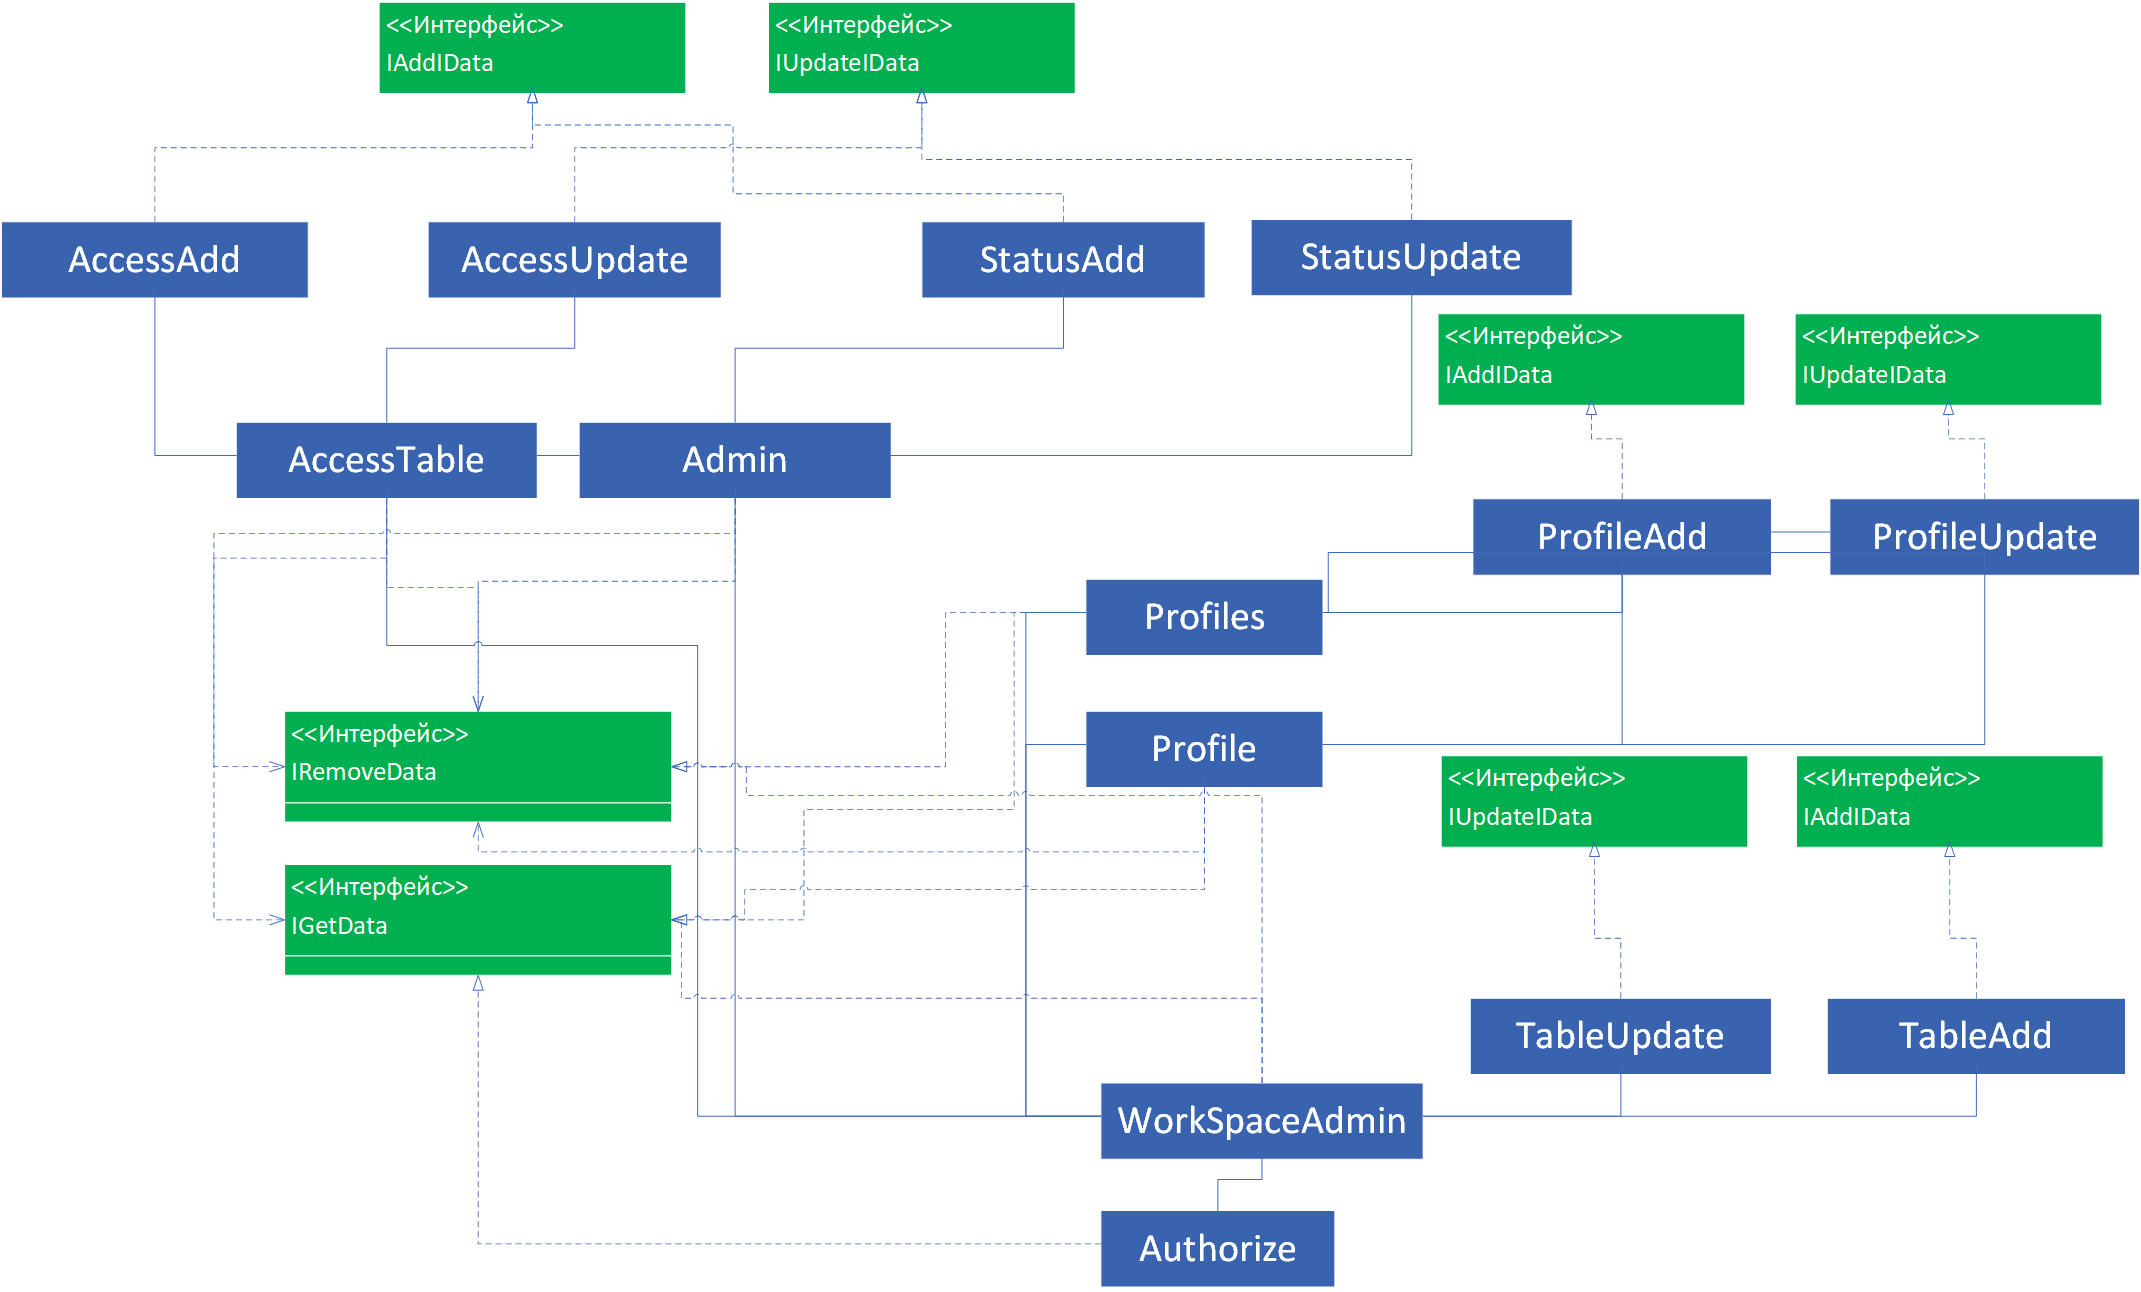 <<Интерфейс>>
IAddIData
<<Интерфейс>>
IUpdateIData
AccessAdd
AccessUpdate
StatusAdd
StatusUpdate
<<Интерфейс>>
IAddIData
<<Интерфейс>>
IUpdateIData
AccessTable
Admin
ProfileAdd
ProfileUpdate
Profiles
<<Интерфейс>>
IRemoveData
Profile
<<Интерфейс>>
IUpdateIData
<<Интерфейс>>
IAddIData
<<Интерфейс>>
IGetData
TableUpdate
TableAdd
WorkSpaceAdmin
Authorize